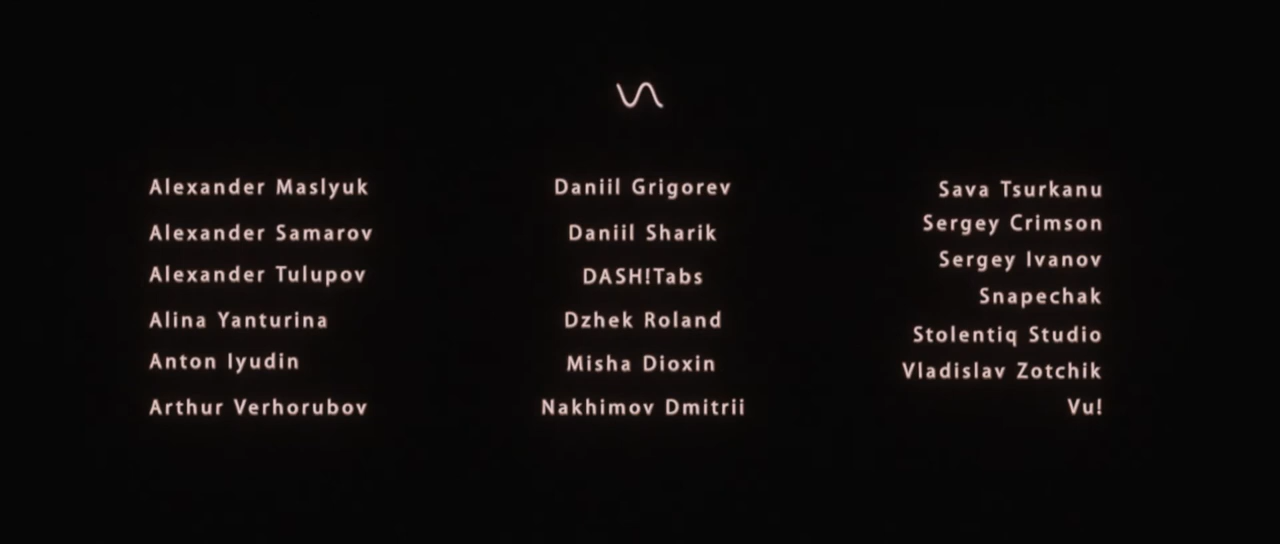 Alexander Maslyuk
Alexander Samarov
Alexander Tulupov
Alina Yanturina
Anton Iyudin
Arthur Verhorubov
Daniil Grigorev
Daniil Sharik
DASH!Tabs
Dzhek Roland
Misha Dioxin
Nakhimov Dmitrii
Sava Tsurkanu
Sergey Crimson
Sergey Ivanov
Snapechak
Stolentiq Studio
Vladislav Zotchik
Vu!